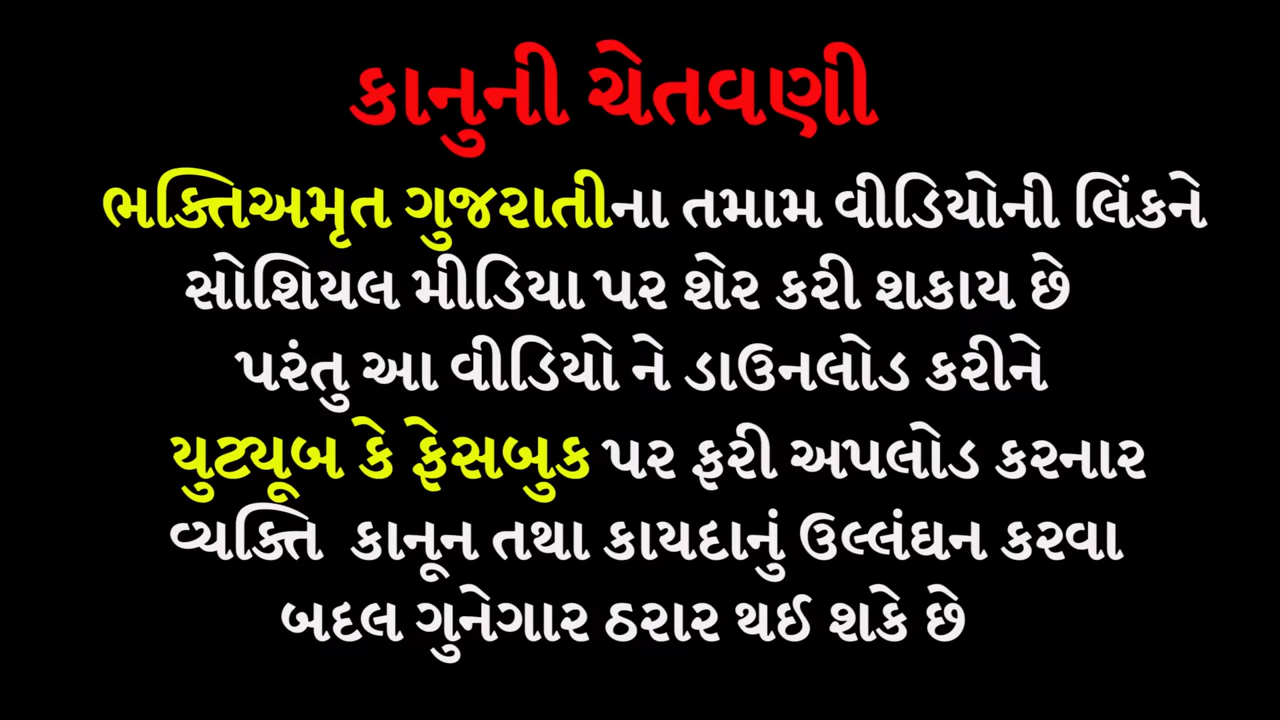 કાનુની ચેતવણી
ભક્તિઅમૃત ગુજરાતીના તમામ વીડિયોની લિંકને
સોશિયલ મીડિયા પર શેર કરી શકાય છે
પરંતુ આ વીડિયો ને ડાઉનલોડ કરીને
યુટ્યૂબ કે ફેસબુક પર ફરી અપલોડ કરનાર
વ્યક્તિ કાનૂન તથા કાયદાનું ઉલ્લંઘન કરવા
બદલ ગુનેગાર ઠરાર થઈ શકે છે